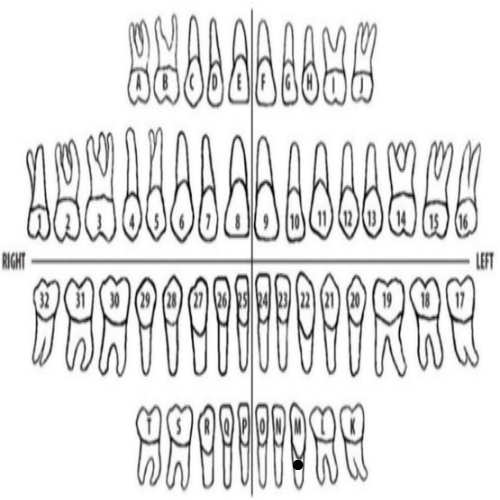 A B C D E F G H I J
1 2 3 4 5 6 7 8 9 10 11 12 13 14 15 16
RIGHT LEFT
32 31 30 29 28 27 26 25 24 23 22 21 20 19 18 17
T S R Q P O N M L K